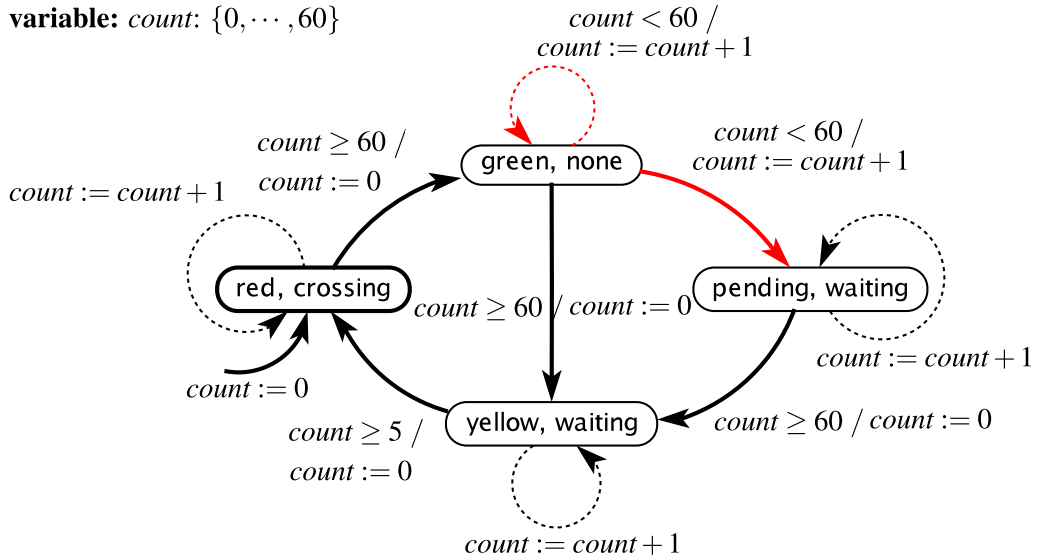 variable: count: {0, ⋯ ,60}
count < 60 /
count := count + 1
count ≥ 60 /
count := 0
count < 60 /
count := count + 1
green, none
count := count + 1
red, crossing
count ≥ 60 / count := 0
pending, waiting
count := count + 1
count := 0
count ≥ 5 /
count := 0
yellow, waiting
count ≥ 60 / count := 0
count := count + 1